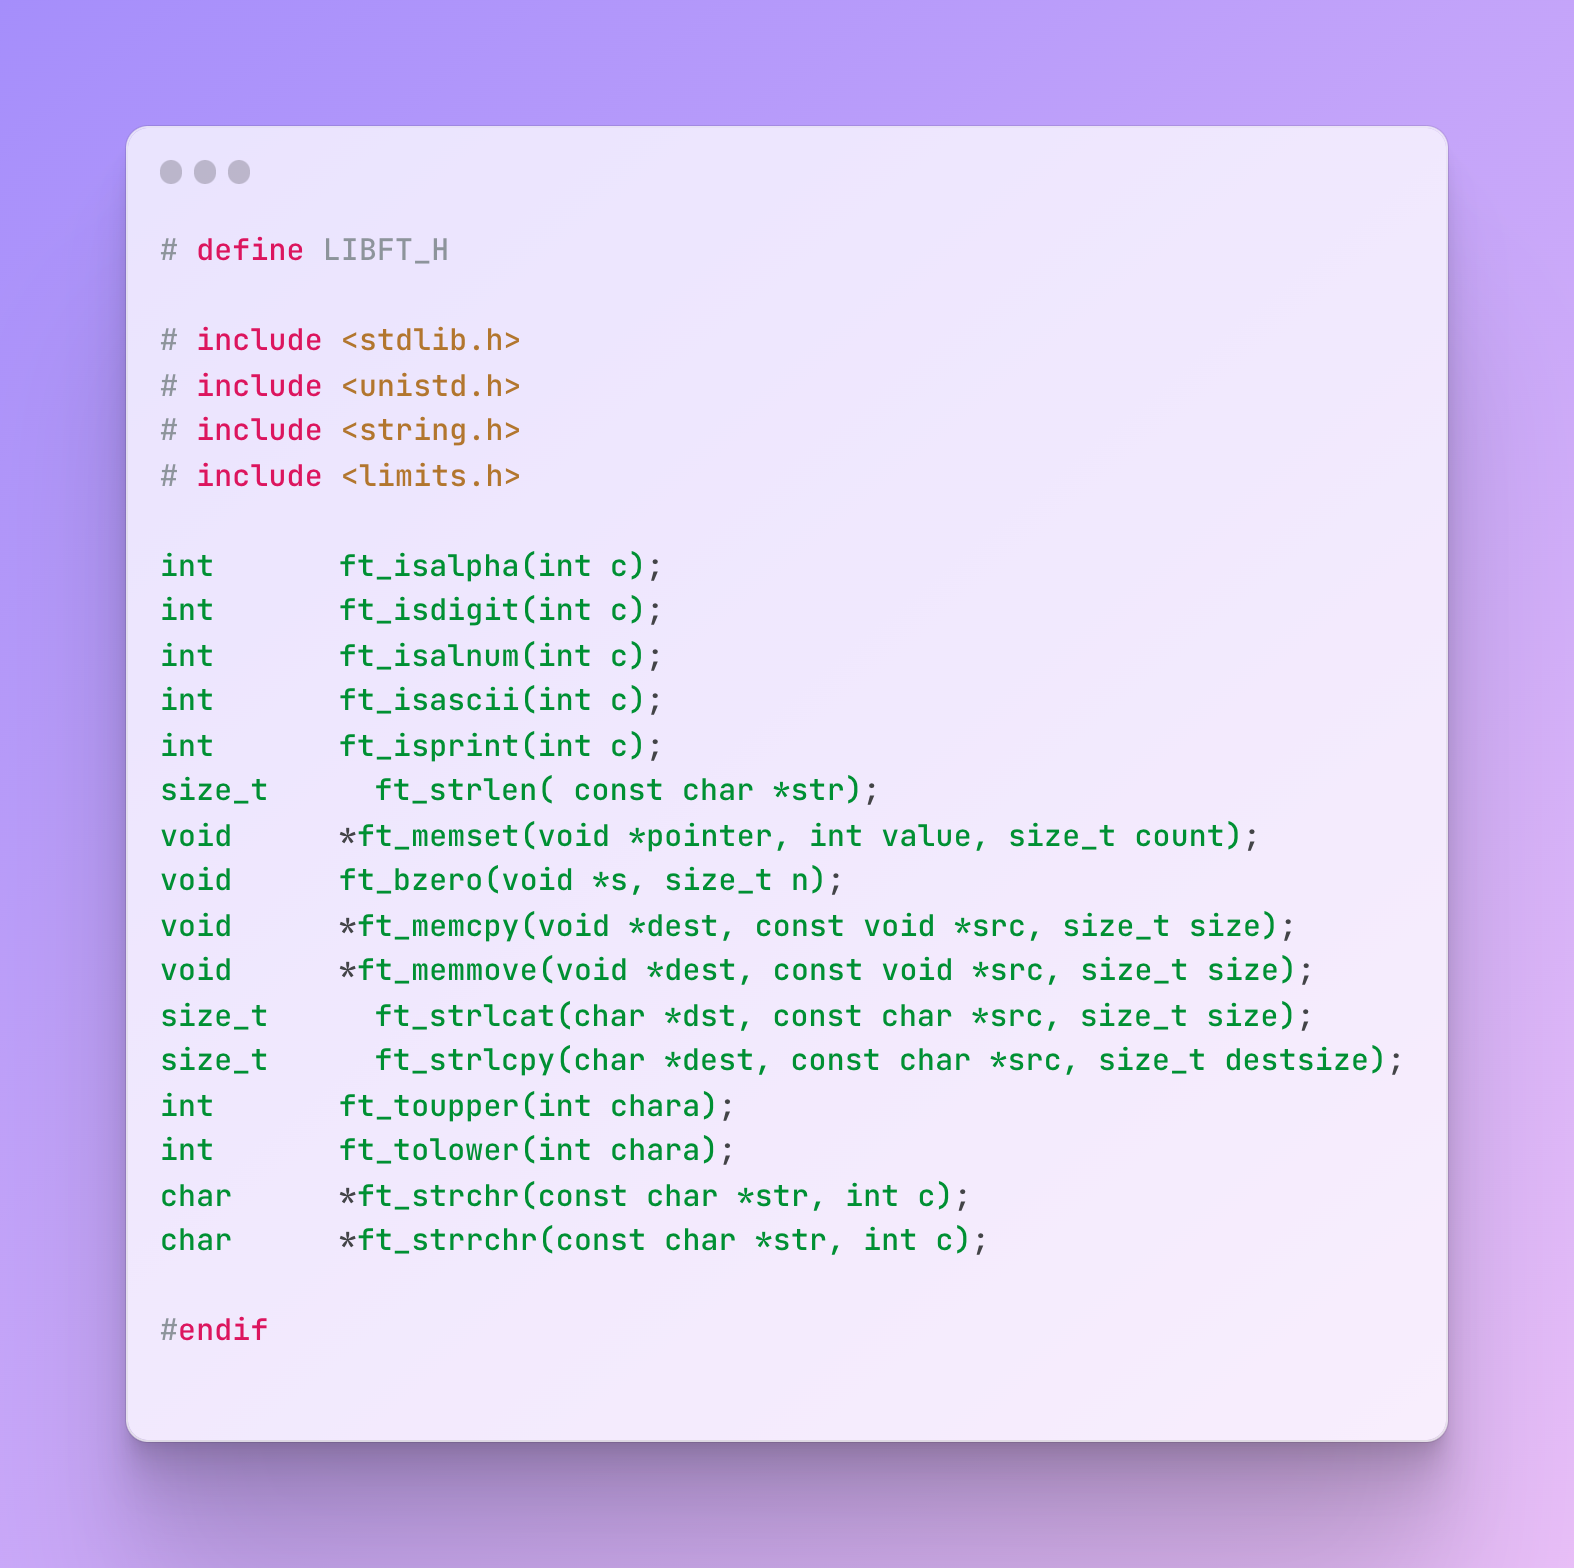 # define LIBFT_H

# include <stdlib.h>
# include <unistd.h>
# include <string.h>
# include <limits.h>

int       ft_isalpha(int c);
int       ft_isdigit(int c);
int       ft_isalnum(int c);
int       ft_isascii(int c);
int       ft_isprint(int c);
size_t      ft_strlen( const char *str);
void      *ft_memset(void *pointer, int value, size_t count);
void      ft_bzero(void *s, size_t n);
void      *ft_memcpy(void *dest, const void *src, size_t size);
void      *ft_memmove(void *dest, const void *src, size_t size);
size_t      ft_strlcat(char *dst, const char *src, size_t size);
size_t      ft_strlcpy(char *dest, const char *src, size_t destsize);
int       ft_toupper(int chara);
int       ft_tolower(int chara);
char      *ft_strchr(const char *str, int c);
char      *ft_strrchr(const char *str, int c);

#endif